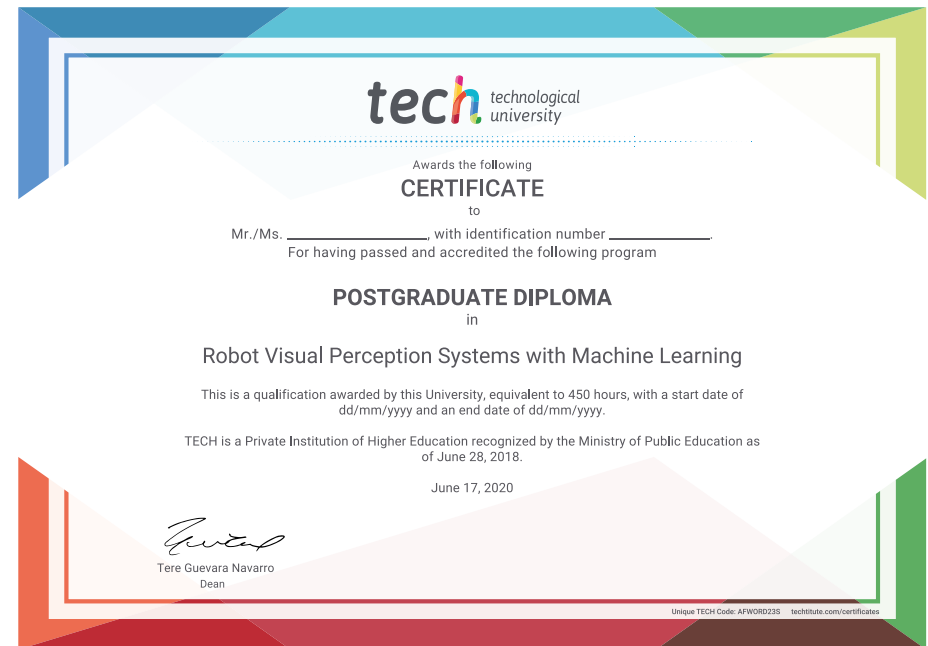 tech technological
university
Awards the following
CERTIFICATE
to
Mr./Ms. ____________________, with identification number ______________.
For having passed and accredited the following program
POSTGRADUATE DIPLOMA
in
Robot Visual Perception Systems with Machine Learning
This is a qualification awarded by this University, equivalent to 450 hours, with a start date of
dd/mm/yyyy and an end date of dd/mm/yyyy.
TECH is a Private Institution of Higher Education recognized by the Ministry of Public Education as
of June 28, 2018.
June 17, 2020
Tere Guevara Navarro
Dean
Unique TECH Code: AFWORD23S techtitute.com/certificates